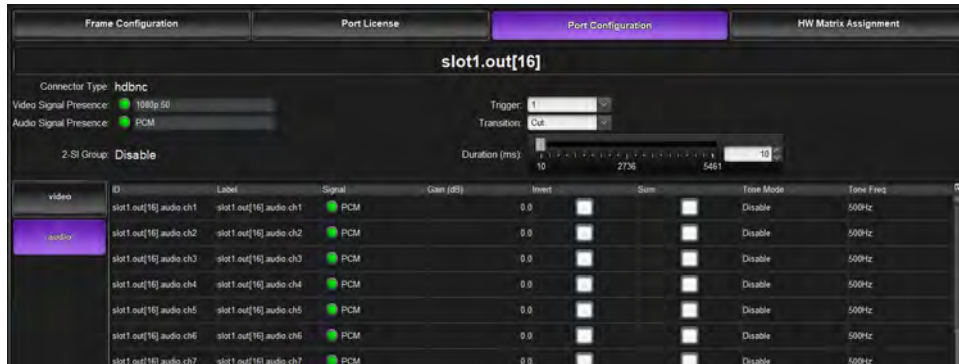 Frame Configuration Port License Port Configuration HW Matrix Assignment
slot1.out[16]
Connector Type: hdbnc
Video Signal Presence: 1080p 50
Trigger: 1
Audio Signal Presence: PCM
Transition: Cut
2-SI Group: Disable
Duration (ms): 10
10 2736 5461
video
audio
ID Label Signal Gain (dB) Invert Sum Tone Mode Tone Freq
slot1.out[16].audio.ch1 slot1.out[16].audio.ch1 PCM 0.0 Disable 500Hz
slot1.out[16].audio.ch2 slot1.out[16].audio.ch2 PCM 0.0 Disable 500Hz
slot1.out[16].audio.ch3 slot1.out[16].audio.ch3 PCM 0.0 Disable 500Hz
slot1.out[16].audio.ch4 slot1.out[16].audio.ch4 PCM 0.0 Disable 500Hz
slot1.out[16].audio.ch5 slot1.out[16].audio.ch5 PCM 0.0 Disable 500Hz
slot1.out[16].audio.ch6 slot1.out[16].audio.ch6 PCM 0.0 Disable 500Hz
slot1.out[16].audio.ch7 slot1.out[16].audio.ch7 PCM 0.0 Disable 500Hz